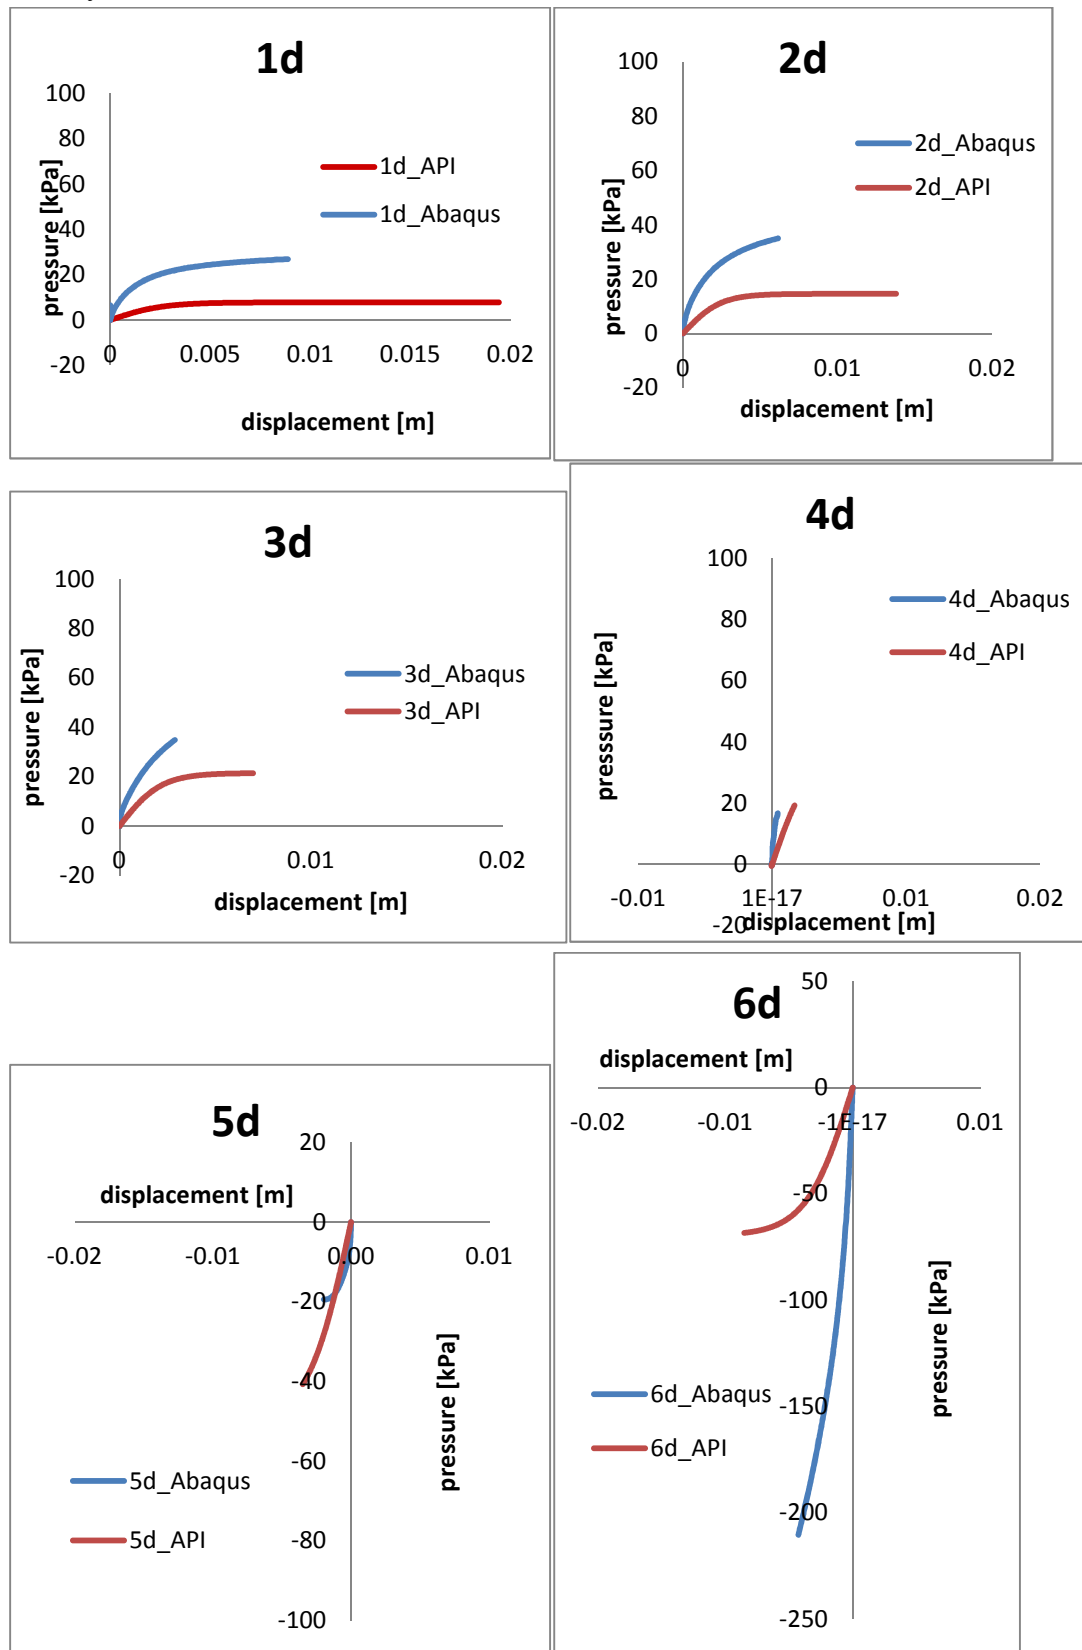 1d
100
80
60
40
20
0
-20
0
0.005
0.01
0.015
0.02
pressure [kPa]
displacement [m]
1d_API
1d_Abaqus
2d
100
80
60
40
20
0
-20
0
0.01
0.02
pressure [kPa]
displacement [m]
2d_Abaqus
2d_API
3d
100
80
60
40
20
0
-20
0
0.01
0.02
pressure [kPa]
displacement [m]
3d_Abaqus
3d_API
4d
100
80
60
40
20
0
-20
-0.01
1E-17
0.01
0.02
presssure [kPa]
displacement [m]
4d_Abaqus
4d_API
5d
20
0
-20
-40
-60
-80
-100
-0.02
-0.01
0.00
0.01
displacement [m]
pressure [kPa]
5d_Abaqus
5d_API
6d
50
0
-50
-100
-150
-200
-250
-0.02
-0.01
-1E-17
0.01
displacement [m]
pressure [kPa]
6d_Abaqus
6d_API